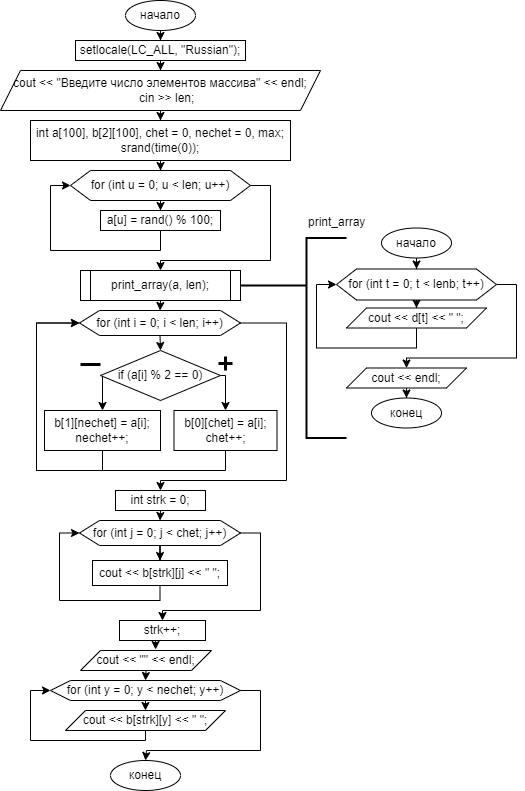 начало
setlocale(LC_ALL, "Russian");
cout << "Введите число элементов массива" << endl;
cin >> len;
int a[100], b[2][100], chet = 0, nechet = 0, max;
srand(time(0));
for (int u = 0; u < len; u++)
a[u] = rand() % 100;
print_array(a, len);
for (int i = 0; i < len; i++)
if (a[i] % 2 == 0)
b[1][nechet] = a[i];
nechet++;
b[0][chet] = a[i];
chet++;
int strk = 0;
for (int j = 0; j < chet; j++)
cout << b[strk][j] << " ";
strk++;
cout << "" << endl;
for (int y = 0; y < nechet; y++)
cout << b[strk][y] << " ";
конец
print_array
начало
for (int t = 0; t < lenb; t++)
cout << d[t] << " ";
cout << endl;
конец